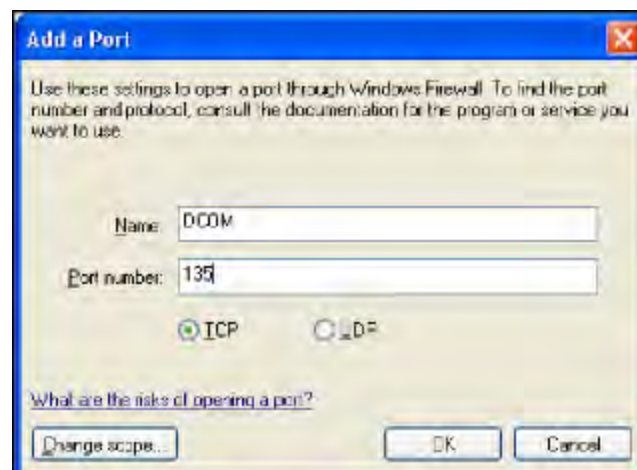 Add a Port
Use these settings to open a port through Windows Firewall. To find the port
number and protocol, consult the documentation for the program or service you
want to use.
Name: DCOM
Port number: 135
TCP UDP
What are the risks of opening a port?
Change scope... OK Cancel